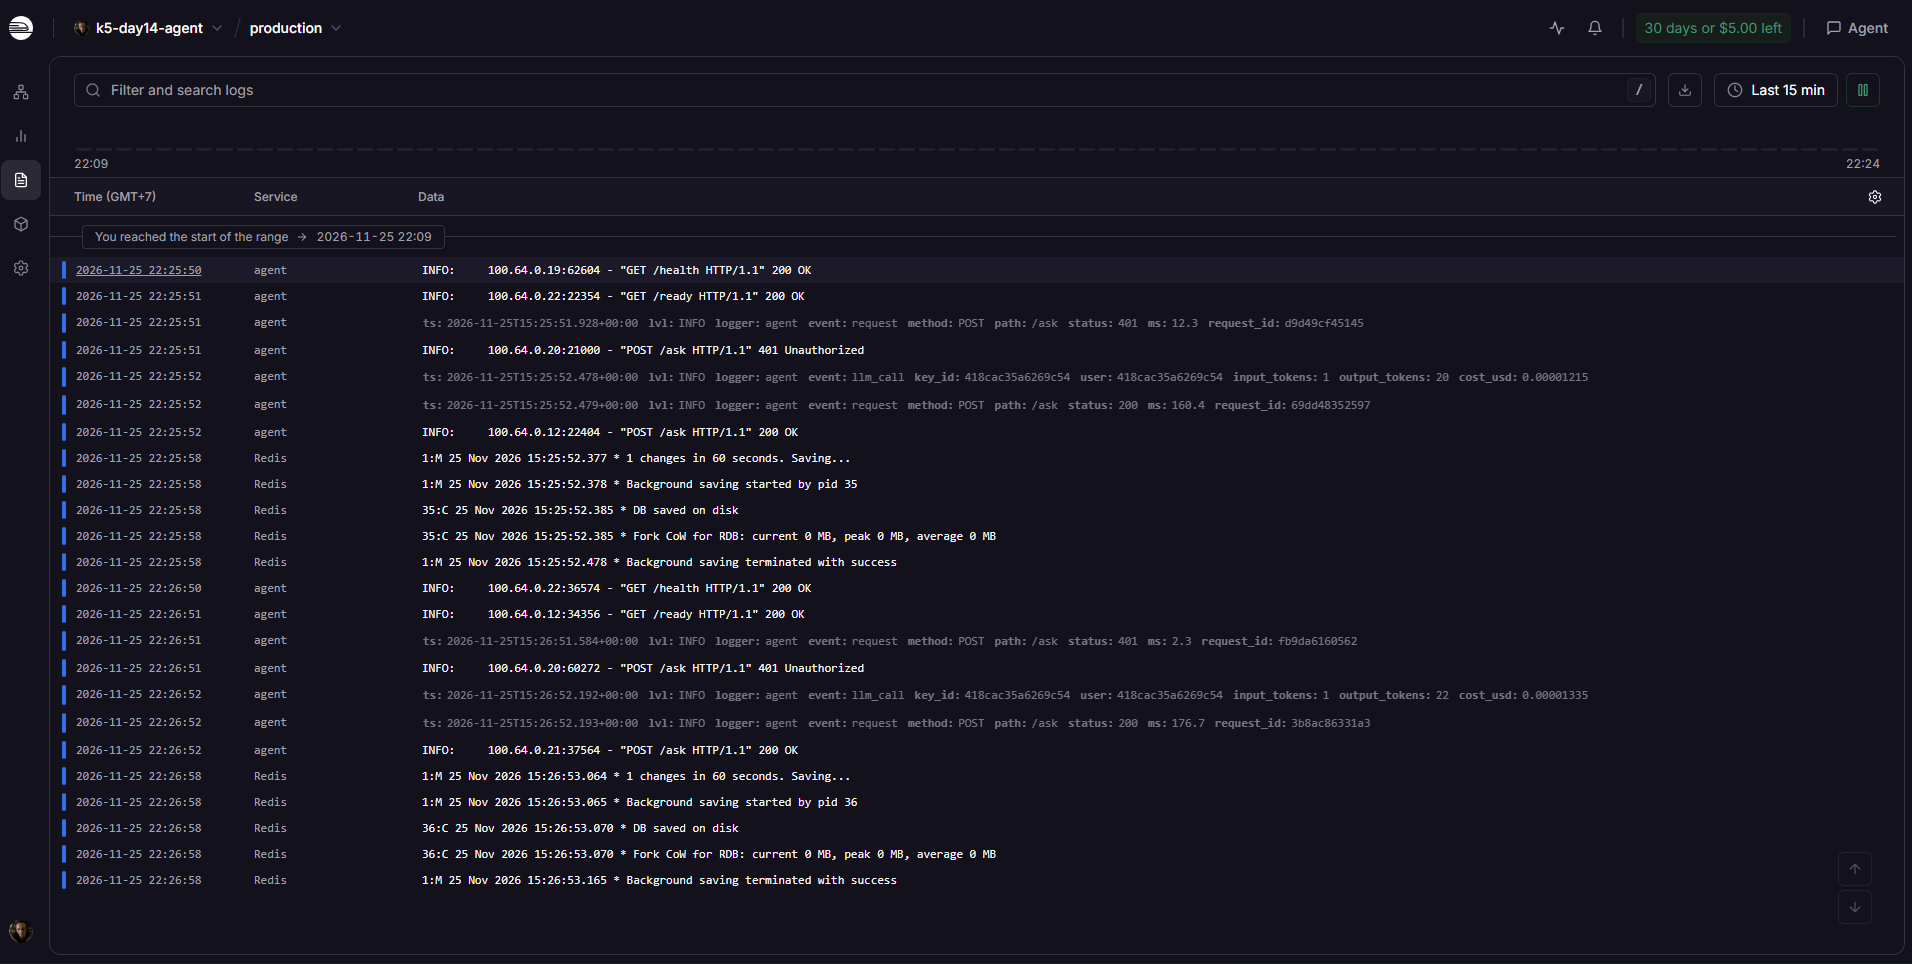 k5-day14-agent / production 30 days or $5.00 left Agent
Filter and search logs / Last 15 min
22:09 22:24
Time (GMT+7) Service Data
You reached the start of the range → 2026-11-25 22:09
2026-11-25 22:25:50 agent INFO: 100.64.0.19:62604 - "GET /health HTTP/1.1" 200 OK
2026-11-25 22:25:51 agent INFO: 100.64.0.22:22354 - "GET /ready HTTP/1.1" 200 OK
2026-11-25 22:25:51 agent ts: 2026-11-25T15:25:51.928+00:00 lvl: INFO logger: agent event: request method: POST path: /ask status: 401 ms: 12.3 request_id: d9d49cf45145
2026-11-25 22:25:51 agent INFO: 100.64.0.20:21000 - "POST /ask HTTP/1.1" 401 Unauthorized
2026-11-25 22:25:52 agent ts: 2026-11-25T15:25:52.478+00:00 lvl: INFO logger: agent event: llm_call key_id: 418cac35a6269c54 user: 418cac35a6269c54 input_tokens: 1 output_tokens: 20 cost_usd: 0.00001215
2026-11-25 22:25:52 agent ts: 2026-11-25T15:25:52.479+00:00 lvl: INFO logger: agent event: request method: POST path: /ask status: 200 ms: 160.4 request_id: 69dd48352597
2026-11-25 22:25:52 agent INFO: 100.64.0.12:22404 - "POST /ask HTTP/1.1" 200 OK
2026-11-25 22:25:58 Redis 1:M 25 Nov 2026 15:25:52.377 * 1 changes in 60 seconds. Saving...
2026-11-25 22:25:58 Redis 1:M 25 Nov 2026 15:25:52.378 * Background saving started by pid 35
2026-11-25 22:25:58 Redis 35:C 25 Nov 2026 15:25:52.385 * DB saved on disk
2026-11-25 22:25:58 Redis 35:C 25 Nov 2026 15:25:52.385 * Fork CoW for RDB: current 0 MB, peak 0 MB, average 0 MB
2026-11-25 22:25:58 Redis 1:M 25 Nov 2026 15:25:52.478 * Background saving terminated with success
2026-11-25 22:26:50 agent INFO: 100.64.0.22:36574 - "GET /health HTTP/1.1" 200 OK
2026-11-25 22:26:51 agent INFO: 100.64.0.12:34356 - "GET /ready HTTP/1.1" 200 OK
2026-11-25 22:26:51 agent ts: 2026-11-25T15:26:51.584+00:00 lvl: INFO logger: agent event: request method: POST path: /ask status: 401 ms: 2.3 request_id: fb9da6160562
2026-11-25 22:26:51 agent INFO: 100.64.0.20:60272 - "POST /ask HTTP/1.1" 401 Unauthorized
2026-11-25 22:26:52 agent ts: 2026-11-25T15:26:52.192+00:00 lvl: INFO logger: agent event: llm_call key_id: 418cac35a6269c54 user: 418cac35a6269c54 input_tokens: 1 output_tokens: 22 cost_usd: 0.00001335
2026-11-25 22:26:52 agent ts: 2026-11-25T15:26:52.193+00:00 lvl: INFO logger: agent event: request method: POST path: /ask status: 200 ms: 176.7 request_id: 3b8ac86331a3
2026-11-25 22:26:52 agent INFO: 100.64.0.21:37564 - "POST /ask HTTP/1.1" 200 OK
2026-11-25 22:26:58 Redis 1:M 25 Nov 2026 15:26:53.064 * 1 changes in 60 seconds. Saving...
2026-11-25 22:26:58 Redis 1:M 25 Nov 2026 15:26:53.065 * Background saving started by pid 36
2026-11-25 22:26:58 Redis 36:C 25 Nov 2026 15:26:53.070 * DB saved on disk
2026-11-25 22:26:58 Redis 36:C 25 Nov 2026 15:26:53.070 * Fork CoW for RDB: current 0 MB, peak 0 MB, average 0 MB
2026-11-25 22:26:58 Redis 1:M 25 Nov 2026 15:26:53.165 * Background saving terminated with success